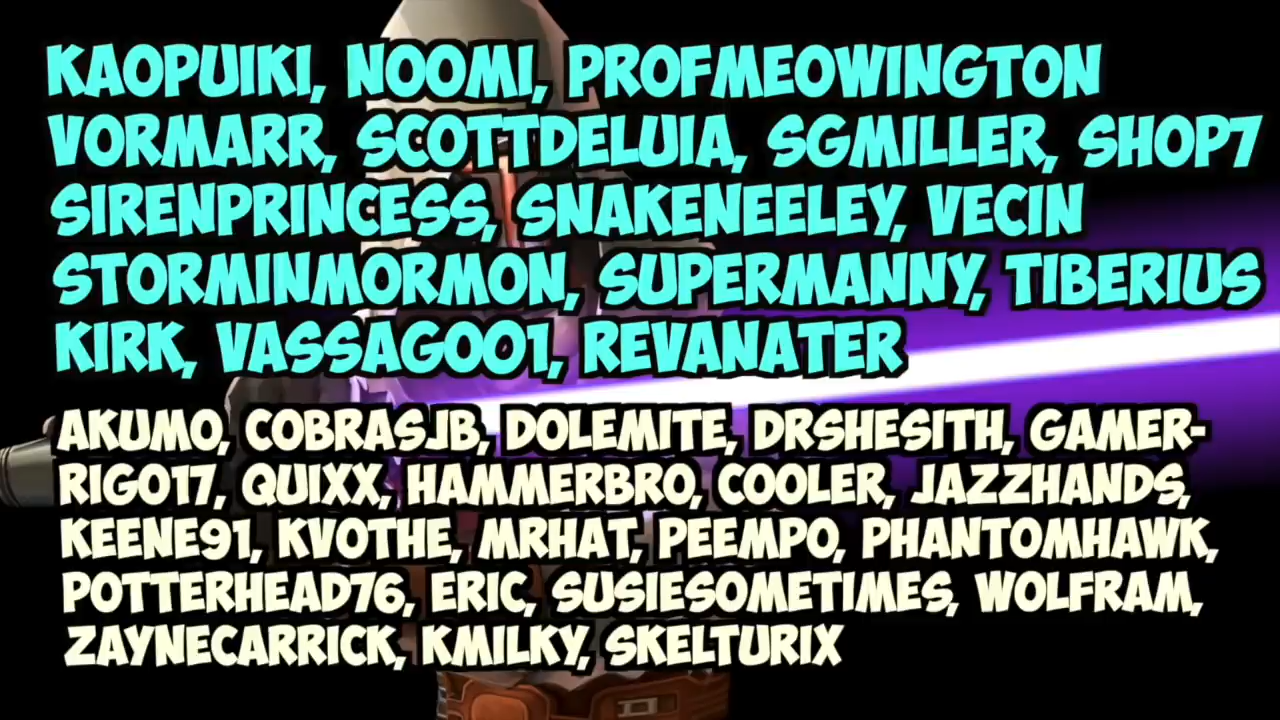 KAOPUIKI, NOOMI, PROFMEOWINGTON
VORMARR, SCOTTDELUIA, SGMILLER, SHOP7
SIRENPRINCESS, SNAKENEELEY, VECIN
STORMINMORMON, SUPERMANNY, TIBERIUS
KIRK, VASSAGO01, REVANATER
AKUMO, COBRASJB, DOLEMITE, DRSHESITH, GAMER-
RIGO17, QUIXX, HAMMERBRO, COOLER, JAZZHANDS,
KEENE91, KVOTHE, MRHAT, PEEMPO, PHANTOMHAWK,
POTTERHEAD76, ERIC, SUSIESOMETIMES, WOLFRAM,
ZAYNECARRICK, KMILKY, SKELTURIX